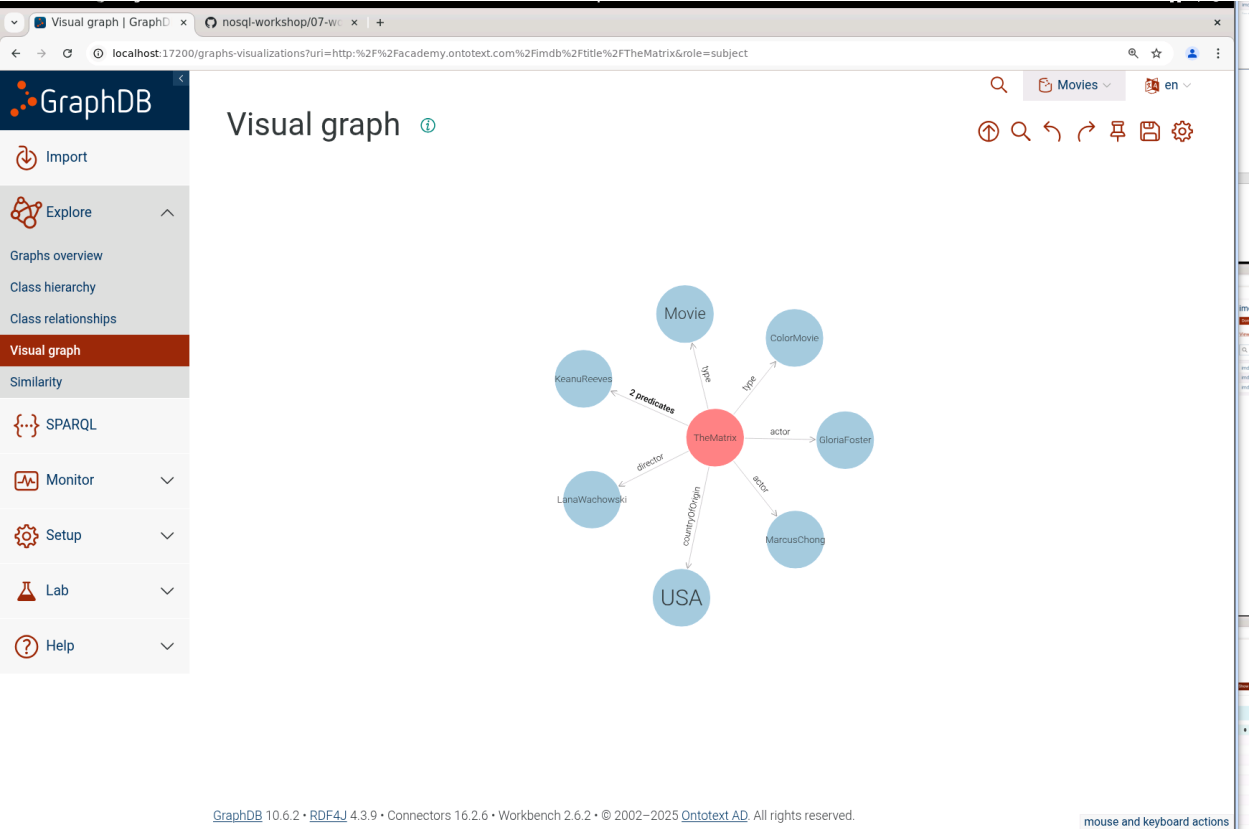 Visual graph | GraphD
nosql-workshop/07-wo
localhost:17200/graphs-visualizations?uri=http:%2F%2Facademy.ontotext.com%2Fimdb%2Ftitle%2FTheMatrix&role=subject
GraphDB
Movies
en
Visual graph
Import
Explore
Graphs overview
Class hierarchy
Class relationships
Visual graph
Similarity
SPARQL
Monitor
Setup
Lab
Help
Movie
ColorMovie
type
type
KeanuReeves
2 predicates
TheMatrix
actor
GloriaFoster
director
LanaWachowski
countryOfOrigin
actor
MarcusChong
USA
GraphDB 10.6.2 • RDF4J 4.3.9 • Connectors 16.2.6 • Workbench 2.6.2 • © 2002–2025 Ontotext AD. All rights reserved.
mouse and keyboard actions